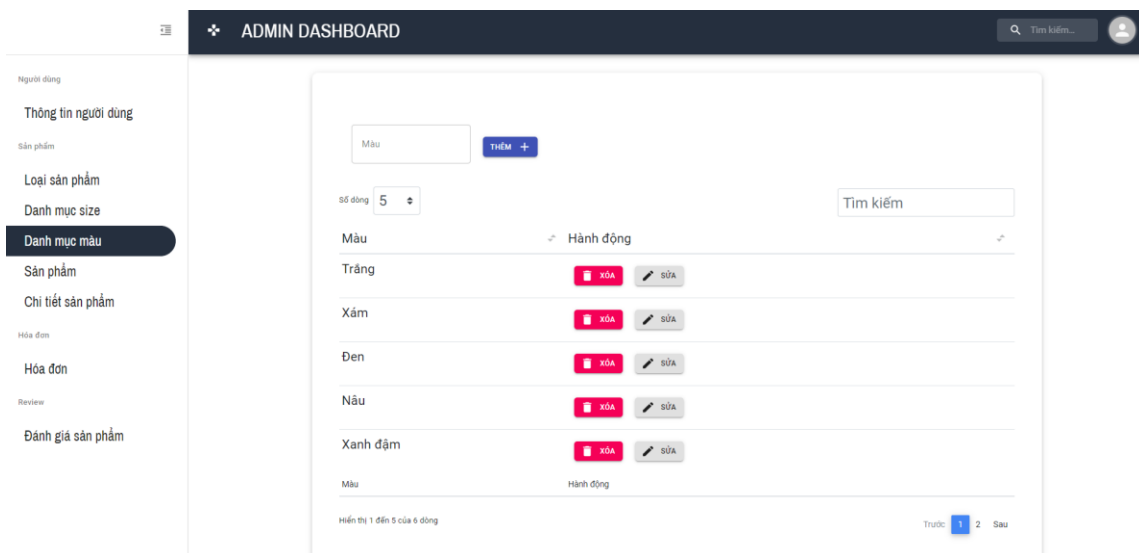 ADMIN DASHBOARD
Tìm kiếm...
Người dùng
Thông tin người dùng
Sản phẩm
Loại sản phẩm
Danh mục size
Danh mục màu
Sản phẩm
Chi tiết sản phẩm
Hóa đơn
Hóa đơn
Review
Đánh giá sản phẩm
Màu
THÊM +
Số dòng 5
Tìm kiếm
Màu Hành động
Trắng XÓA SỬA
Xám XÓA SỬA
Đen XÓA SỬA
Nâu XÓA SỬA
Xanh đậm XÓA SỬA
Màu Hành động
Hiển thị 1 đến 5 của 6 dòng
Trước 1 2 Sau